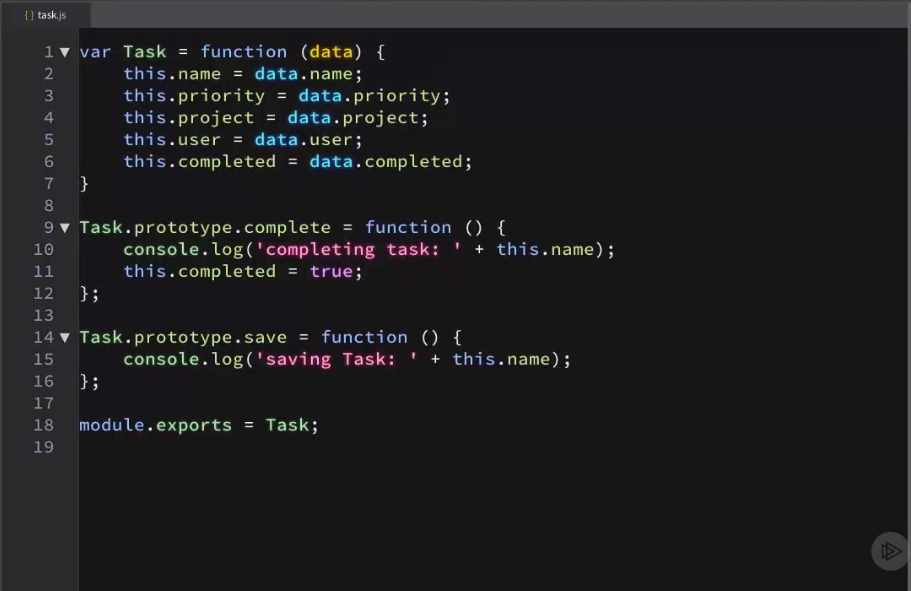 {} task.js
1 ▼ var Task = function (data) {
2     this.name = data.name;
3     this.priority = data.priority;
4     this.project = data.project;
5     this.user = data.user;
6     this.completed = data.completed;
7 }
8
9 ▼ Task.prototype.complete = function () {
10     console.log('completing task: ' + this.name);
11     this.completed = true;
12 };
13
14 ▼ Task.prototype.save = function () {
15     console.log('saving Task: ' + this.name);
16 };
17
18 module.exports = Task;
19